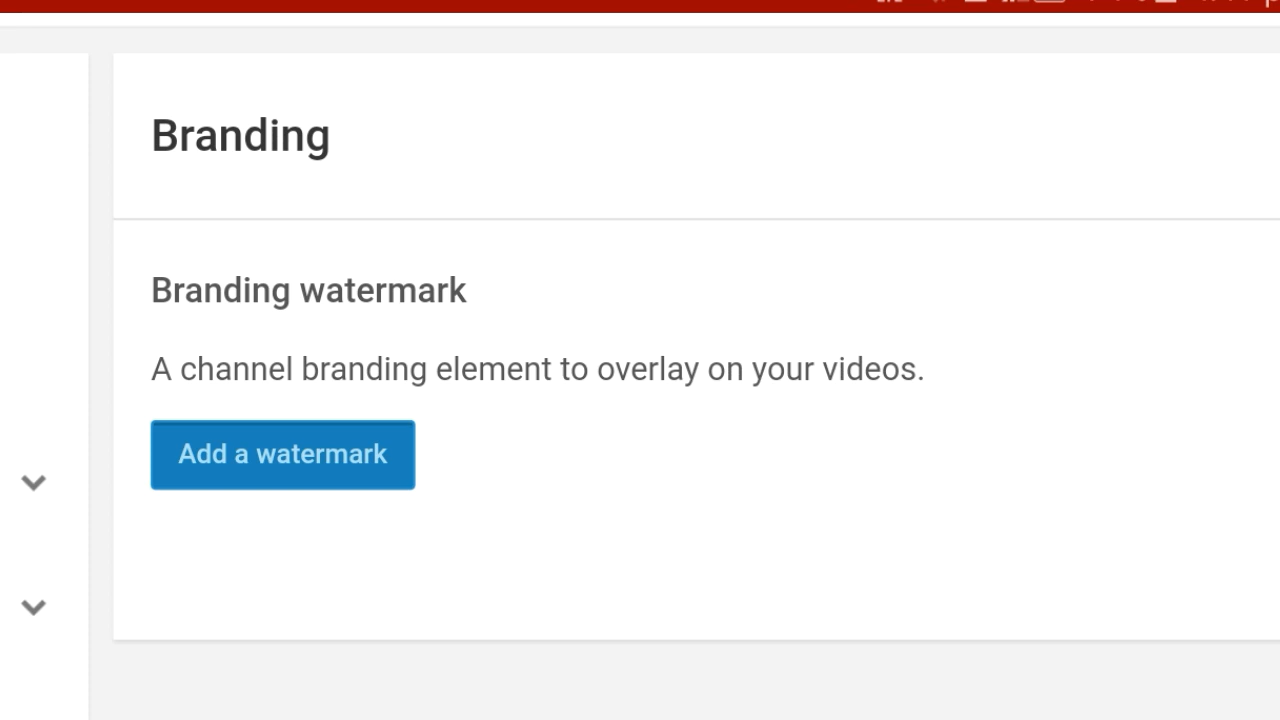 Branding
Branding watermark
A channel branding element to overlay on your videos.
Add a watermark